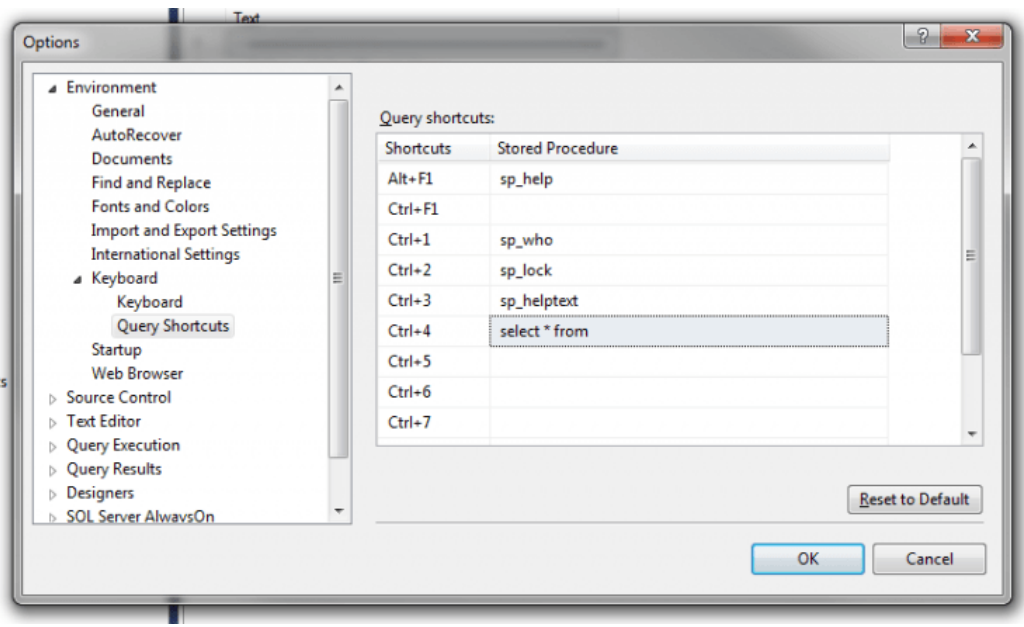 Text
Options
Environment
General
AutoRecover
Documents
Find and Replace
Fonts and Colors
Import and Export Settings
International Settings
Keyboard
Keyboard
Query Shortcuts
Startup
Web Browser
Source Control
Text Editor
Query Execution
Query Results
Designers
SQL Server AlwaysOn
Query shortcuts:
Shortcuts Stored Procedure
Alt+F1 sp_help
Ctrl+F1
Ctrl+1 sp_who
Ctrl+2 sp_lock
Ctrl+3 sp_helptext
Ctrl+4 select * from
Ctrl+5
Ctrl+6
Ctrl+7
Reset to Default
OK Cancel